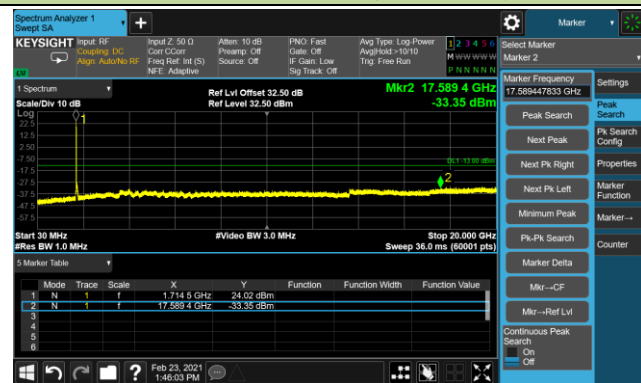 Spectrum Analyzer 1
Swept SA
Marker
KEYSIGHT
Input: RF
Coupling: DC
Align: Auto/No RF
Input Z: 50 Ω
Corr CCorr
Freq Ref: Int (S)
NFE: Adaptive
Atten: 10 dB
Preamp: Off
Source: Off
PNO: Fast
Gate: Off
IF Gain: Low
Sig Track: Off
Avg Type: Log-Power
Avg|Hold:>10/10
Trig: Free Run
1 2 3 4 5 6
M W W W W W
P N N N N N
LXI
Select Marker
Marker 2
1 Spectrum
Scale/Div 10 dB
Ref Lvl Offset 32.50 dB
Ref Level 32.50 dBm
Mkr2 17.589 4 GHz
-33.35 dBm
Log
22.5
12.5
2.50
-7.50
-17.5
-27.5
-37.5
-47.5
-57.5
1
DL1 -13.00 dBm
2
Start 30 MHz
#Res BW 1.0 MHz
#Video BW 3.0 MHz
Stop 20.000 GHz
Sweep 36.0 ms (60001 pts)
5 Marker Table
Mode Trace Scale X Y Function Function Width Function Value
1 N 1 f 1.714 5 GHz 24.02 dBm
2 N 1 f 17.589 4 GHz -33.35 dBm
3
4
5
6
Marker Frequency
17.589447833 GHz
Peak Search
Next Peak
Next Pk Right
Next Pk Left
Minimum Peak
Pk-Pk Search
Marker Delta
Mkr→CF
Mkr→Ref Lvl
Continuous Peak
Search
On
Off
Settings
Peak
Search
Pk Search
Config
Properties
Marker
Function
Marker→
Counter
?
Feb 23, 2021
1:46:03 PM